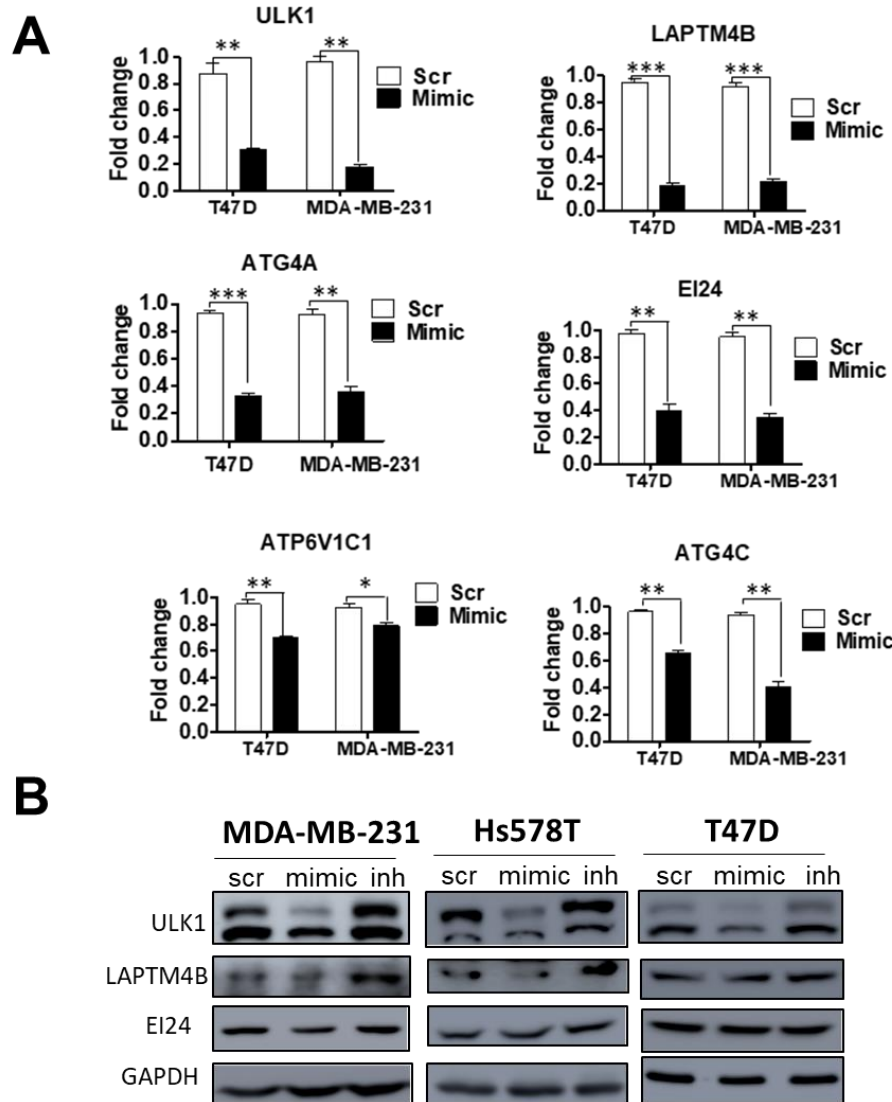 A
ULK1
Fold change
1.0
0.8
0.6
0.4
0.2
0.0
**
**
Scr
Mimic
T47D
MDA-MB-231
LAPTM4B
Fold change
1.0
0.8
0.6
0.4
0.2
0.0
***
***
Scr
Mimic
T47D
MDA-MB-231
ATG4A
Fold change
1.0
0.8
0.6
0.4
0.2
0.0
***
**
Scr
Mimic
T47D
MDA-MB-231
EI24
Fold change
1.0
0.8
0.6
0.4
0.2
0.0
**
**
Scr
Mimic
T47D
MDA-MB-231
ATP6V1C1
Fold change
1.0
0.8
0.6
0.4
0.2
0.0
**
*
Scr
Mimic
T47D
MDA-MB-231
ATG4C
Fold change
1.0
0.8
0.6
0.4
0.2
0.0
**
**
Scr
Mimic
T47D
MDA-MB-231
B
MDA-MB-231 Hs578T T47D
scr mimic inh scr mimic inh scr mimic inh
ULK1
LAPTM4B
EI24
GAPDH